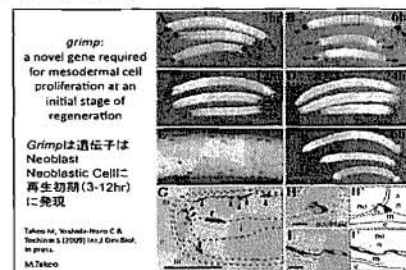 grimp:
a novel gene required
for mesodermal cell
proliferation at an
initial stage of
regeneration
Grimpは遺伝子は
Neoblast
Neoblastic Cellに
再生初期(3-12hr)
に発現
Takeo M, Yoshida-Noro C &
Tochinai S (2009) Int J Dev Biol,
in press.
M.Takeo
A
3hr
B
6h
G
H
H'
I
I'